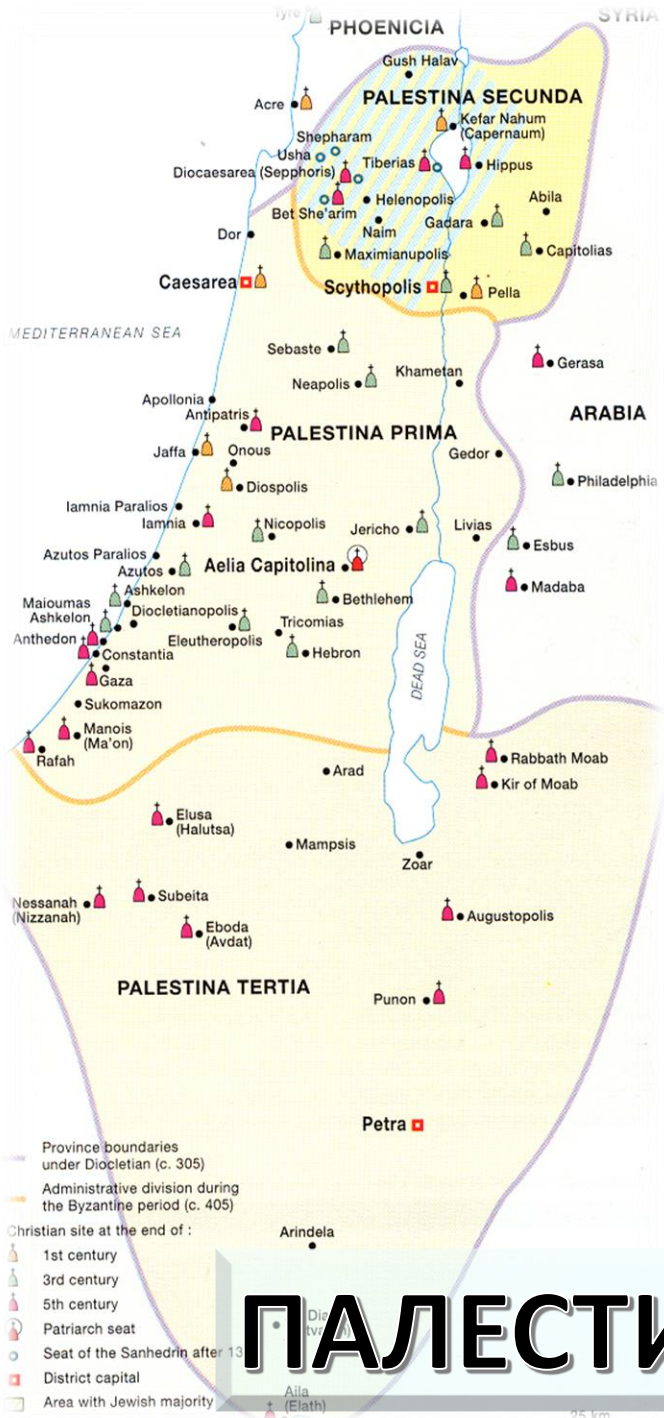 Tyre
SYRIA
PHOENICIA
Gush Halav
PALESTINA SECUNDA
Acre
Kefar Nahum
(Capernaum)
Shepharam
Usha
Tiberias
Hippus
Diocaesarea (Sepphoris)
Helenopolis
Abila
Bet She'arim
Naim
Gadara
Dor
Maximianupolis
Capitolias
Caesarea
Scythopolis
Pella
MEDITERRANEAN SEA
Sebaste
Gerasa
Neapolis
Khametan
Apollonia
Antipatris
ARABIA
PALESTINA PRIMA
Jaffa
Onous
Gedor
Philadelphia
Diospolis
Iamnia Paralios
Iamnia
Nicopolis
Jericho
Livias
Esbus
Azutos Paralios
Azutos
Aelia Capitolina
Madaba
Ashkelon
Bethlehem
Maioumas
Ashkelon
Diocletianopolis
Tricomias
Anthedon
Eleutheropolis
Constantia
Hebron
DEAD SEA
Gaza
Sukomazon
Manois
(Ma'on)
Rafah
Rabbath Moab
Arad
Kir of Moab
Elusa
(Halutsa)
Mampsis
Zoar
Nessanah
(Nizzanah)
Subeita
Augustopolis
Eboda
(Avdat)
PALESTINA TERTIA
Punon
Petra
Province boundaries
under Diocletian (c. 305)
Administrative division during
the Byzantine period (c. 405)
Arindela
Christian site at the end of :
1st century
3rd century
5th century
Patriarch seat
Seat of the Sanhedrin after 13
District capital
Area with Jewish majority
ПАЛЕСТИ
Aila
(Elath)
25 km